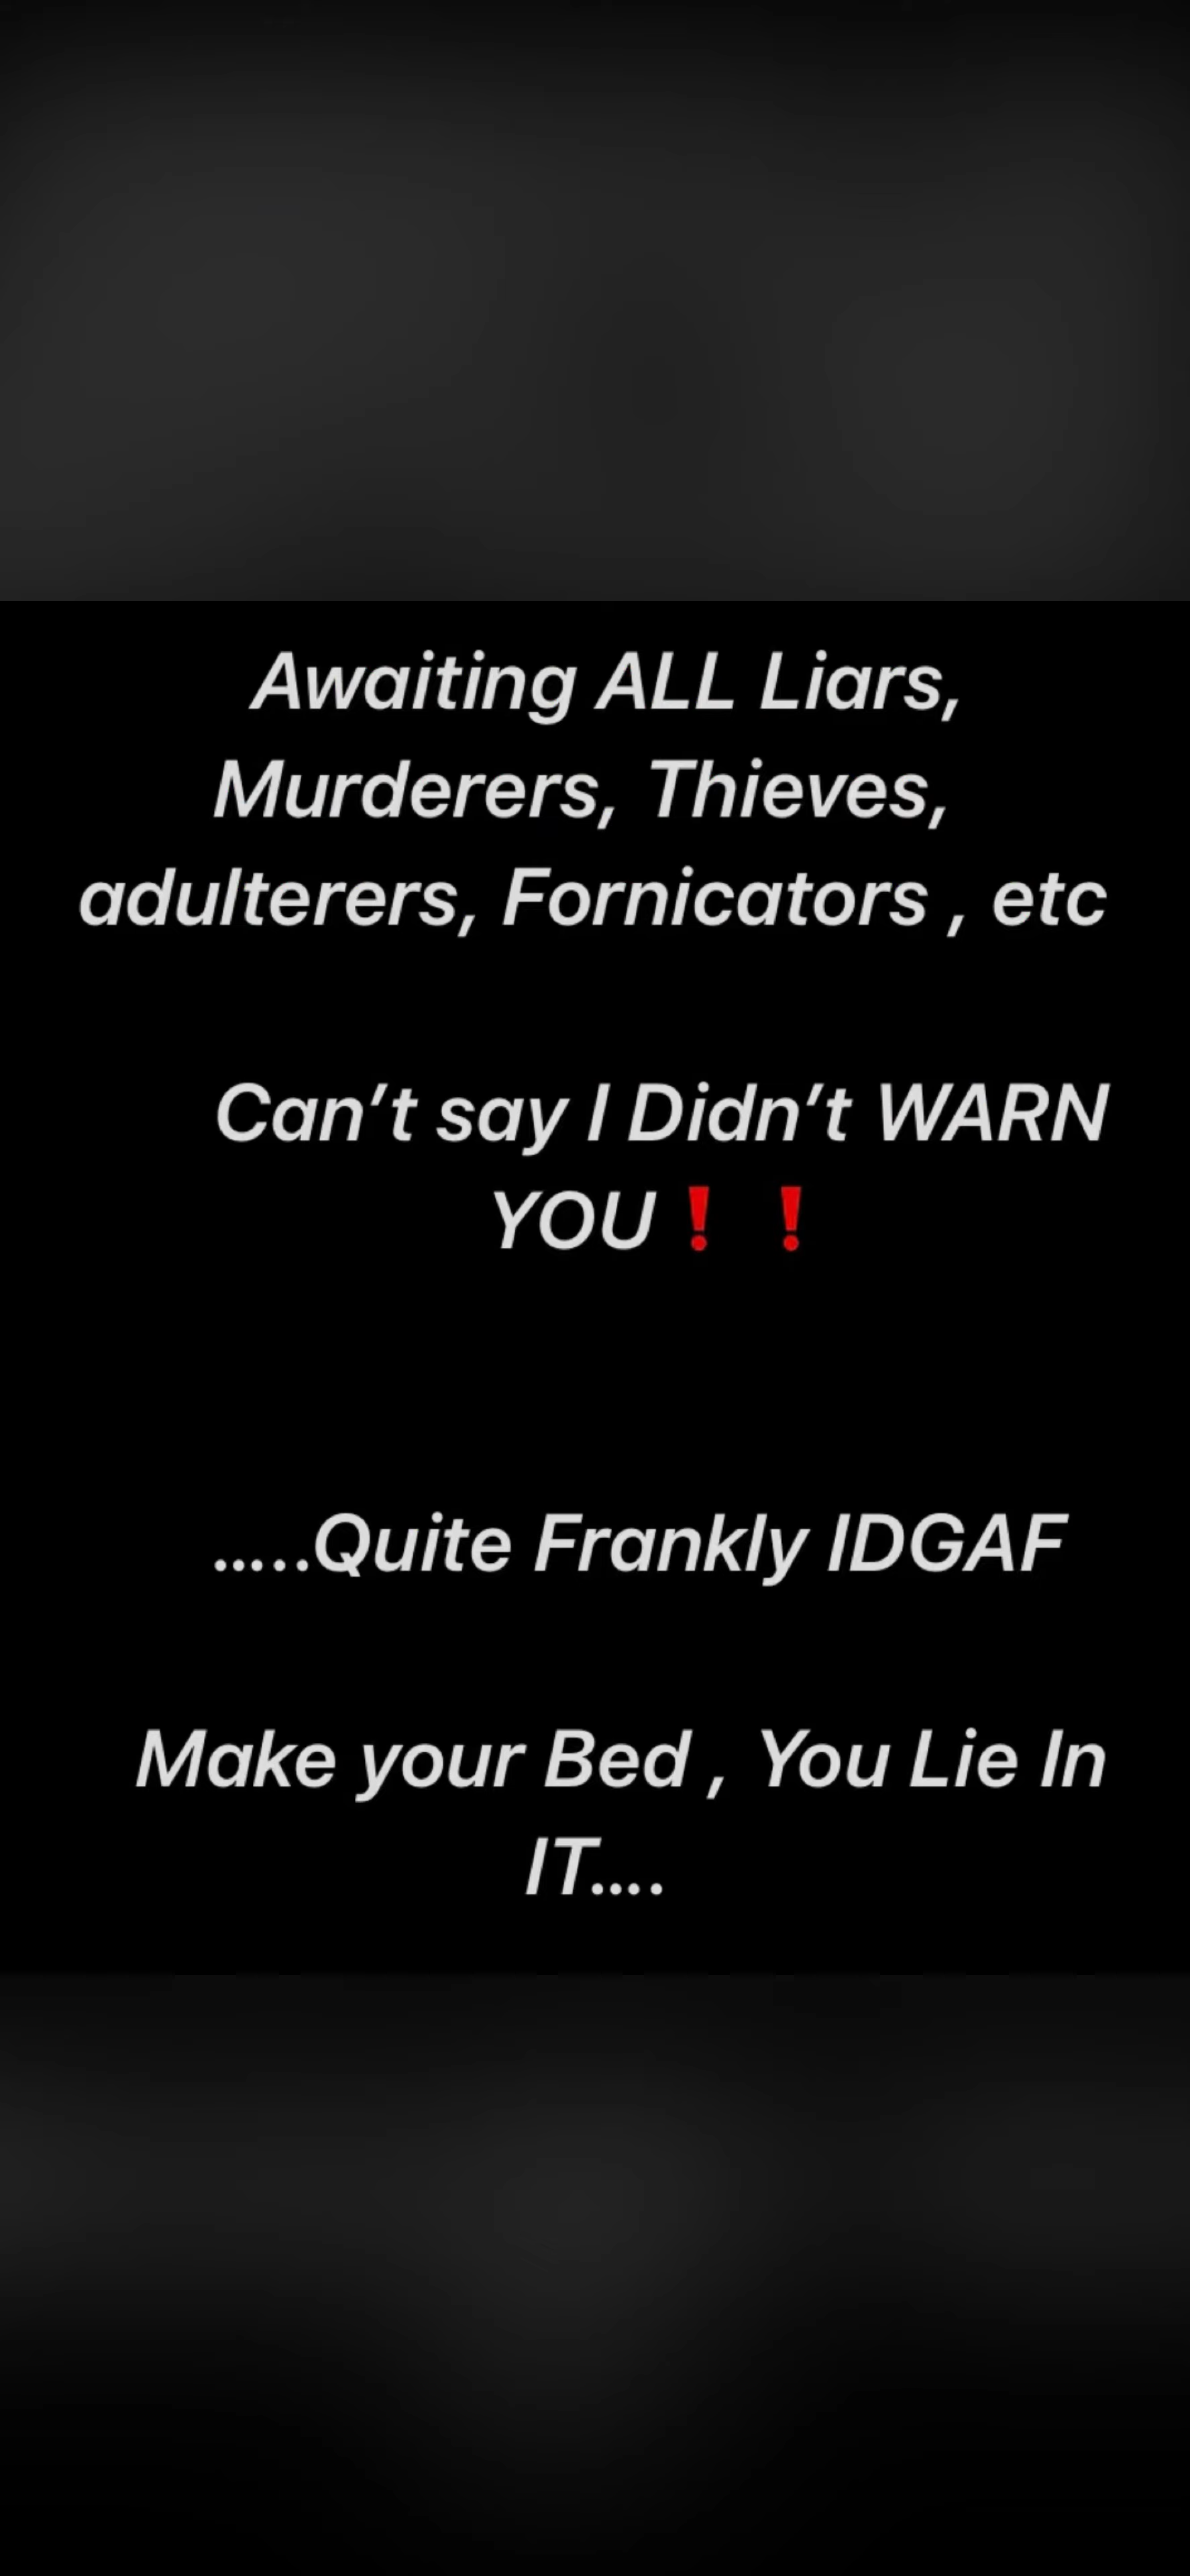 Awaiting ALL Liars,
Murderers, Thieves,
adulterers, Fornicators , etc
Can’t say I Didn’t WARN
YOU❗❗
.....Quite Frankly IDGAF
Make your Bed , You Lie In
IT....